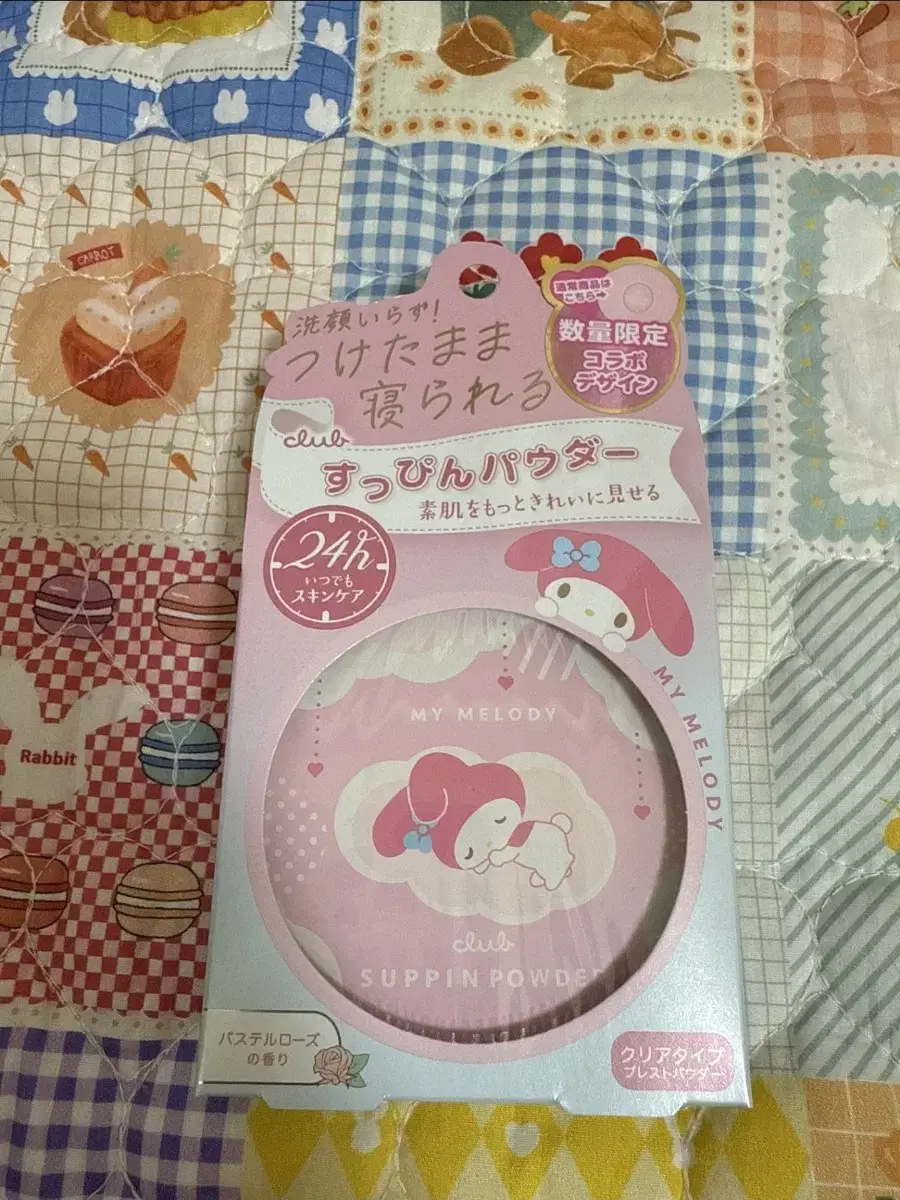 CARROT
通常商品は
こちら→
数量限定
コラボ
デザイン
洗顔いらず!
つけたまま
寝られる
club
すっぴんパウダー
素肌をもっときれいに見せる
24h
いつでも
スキンケア
MY MELODY
MY MELODY
club
SUPPIN POWDER
Rabbit
パステルローズ
の香り
クリアタイプ
プレストパウダー